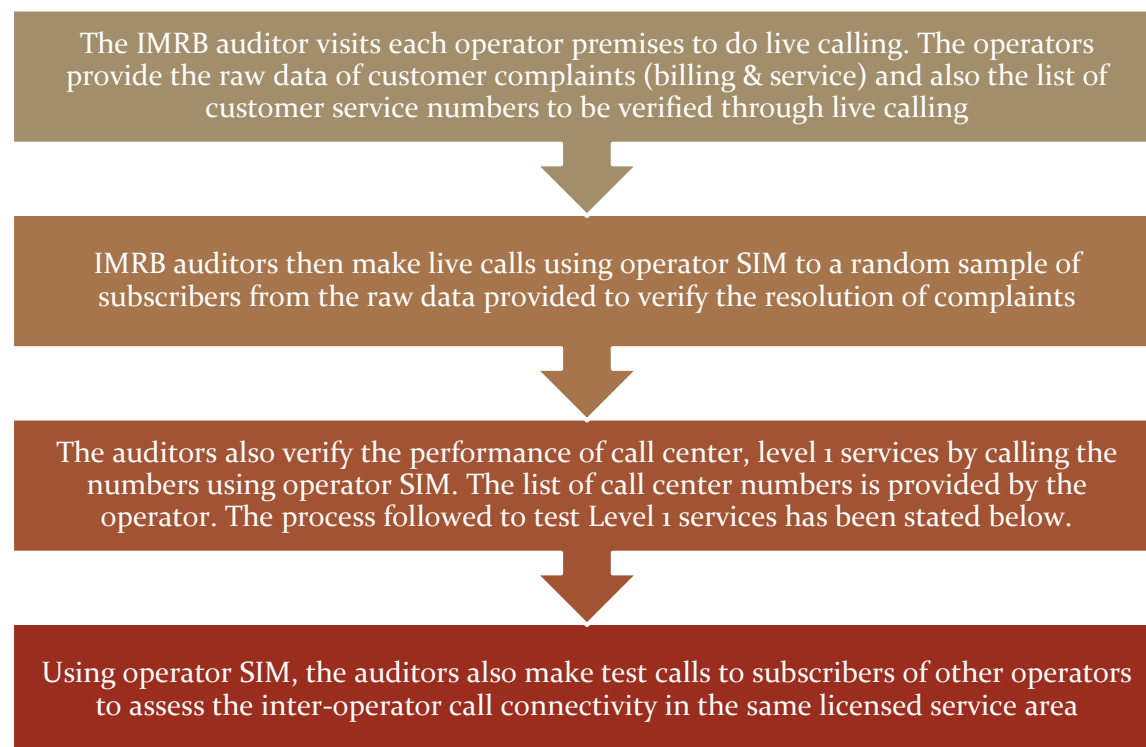 The IMRB auditor visits each operator premises to do live calling. The operators
provide the raw data of customer complaints (billing & service) and also the list of
customer service numbers to be verified through live calling
IMRB auditors then make live calls using operator SIM to a random sample of
subscribers from the raw data provided to verify the resolution of complaints
The auditors also verify the performance of call center, level 1 services by calling the
numbers using operator SIM. The list of call center numbers is provided by the
operator. The process followed to test Level 1 services has been stated below.
Using operator SIM, the auditors also make test calls to subscribers of other operators
to assess the inter-operator call connectivity in the same licensed service area